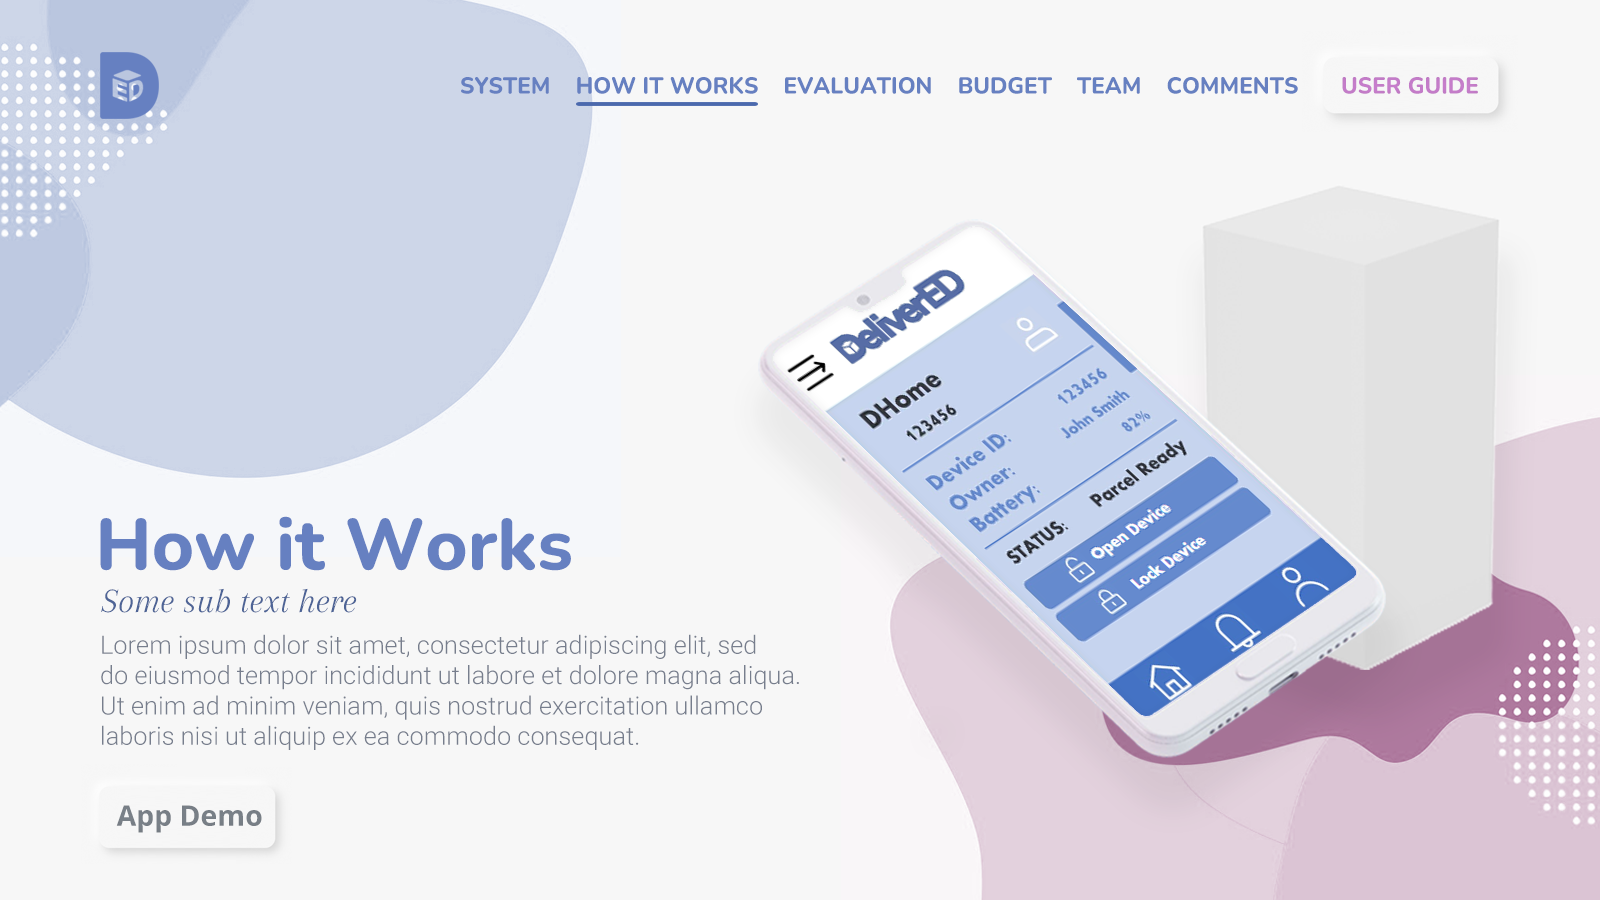 ED
SYSTEM HOW IT WORKS EVALUATION BUDGET TEAM COMMENTS USER GUIDE
DeliverED
DHome
123456
Device ID: 123456
Owner: John Smith
Battery: 82%
STATUS: Parcel Ready
Open Device
Lock Device
How it Works
Some sub text here
Lorem ipsum dolor sit amet, consectetur adipiscing elit, sed
do eiusmod tempor incididunt ut labore et dolore magna aliqua.
Ut enim ad minim veniam, quis nostrud exercitation ullamco
laboris nisi ut aliquip ex ea commodo consequat.
App Demo